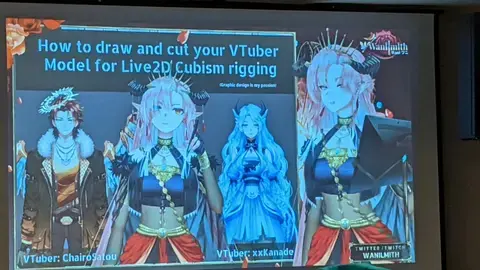 How to draw and cut your VTuber
Model for Live2D Cubism rigging
Graphic design is my passion!
Wanilmith
VTuber: ChairoSatou
VTuber: xxKanade
TWITTER/TWITCH
WANILMITH